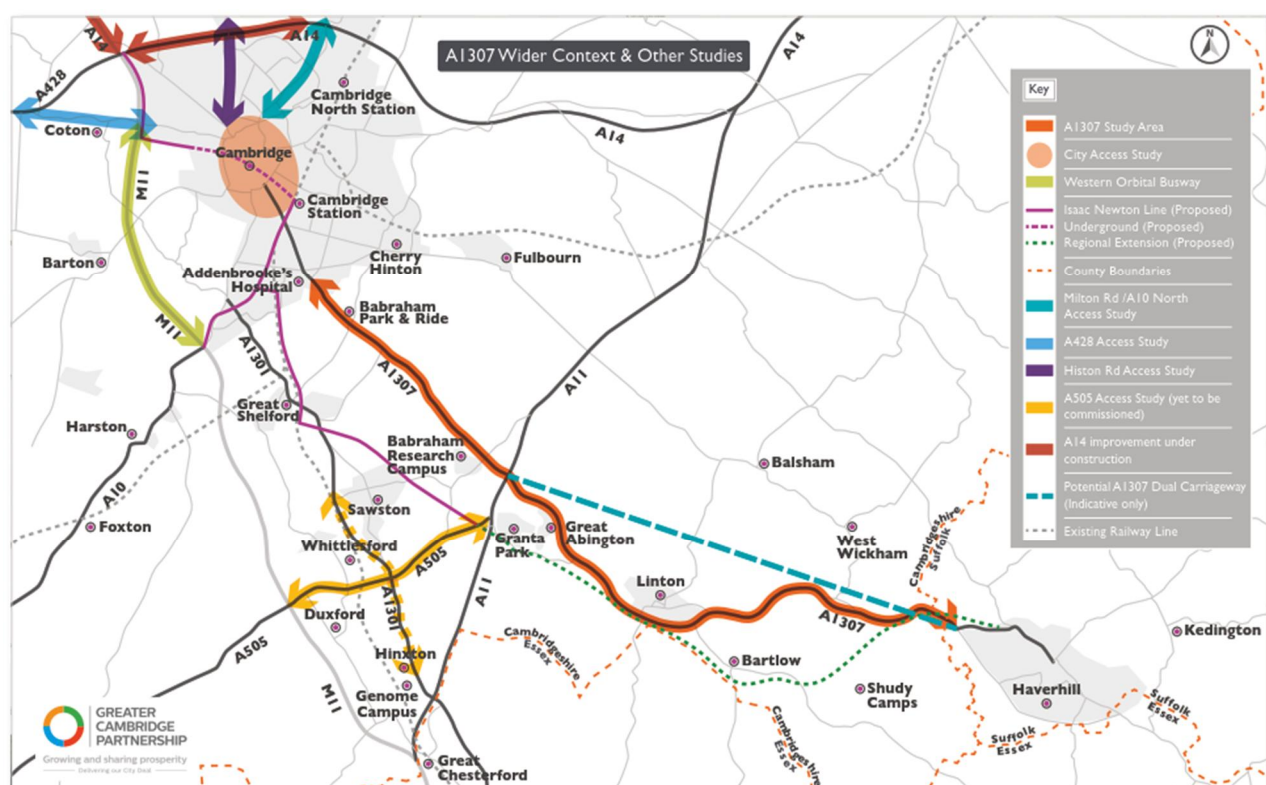 A1307 Wider Context & Other Studies
N
A14
A14
A428
Coton
Cambridge
North Station
A14
A14
M11
Cambridge
Cambridge
Station
Barton
Cherry
Hinton
Fulbourn
Addenbrooke's
Hospital
Babraham
Park & Ride
M11
A1301
A1307
A11
Great
Shelford
Harston
Babraham
Research
Campus
Balsham
A10
Foxton
Sawston
Granta
Park
Great
Abington
West
Wickham
Whittlesford
A505
Linton
Cambridgeshire
Suffolk
Duxford
A1301
A11
A1307
Kedington
A505
Hinxton
Cambridgeshire
Essex
Bartlow
M11
Genome
Campus
Shudy
Camps
Haverhill
Suffolk
Essex
Cambridgeshire
Essex
Suffolk
Essex
Great
Chesterford
Key
A1307 Study Area
City Access Study
Western Orbital Busway
Isaac Newton Line (Proposed)
Underground (Proposed)
Regional Extension (Proposed)
County Boundaries
Milton Rd /A10 North
Access Study
A428 Access Study
Histon Rd Access Study
A505 Access Study (yet to be
commissioned)
A14 improvement under
construction
Potential A1307 Dual Carriageway
(Indicative only)
Existing Railway Line
GREATER
CAMBRIDGE
PARTNERSHIP
Growing and sharing prosperity
Delivering our City Deal